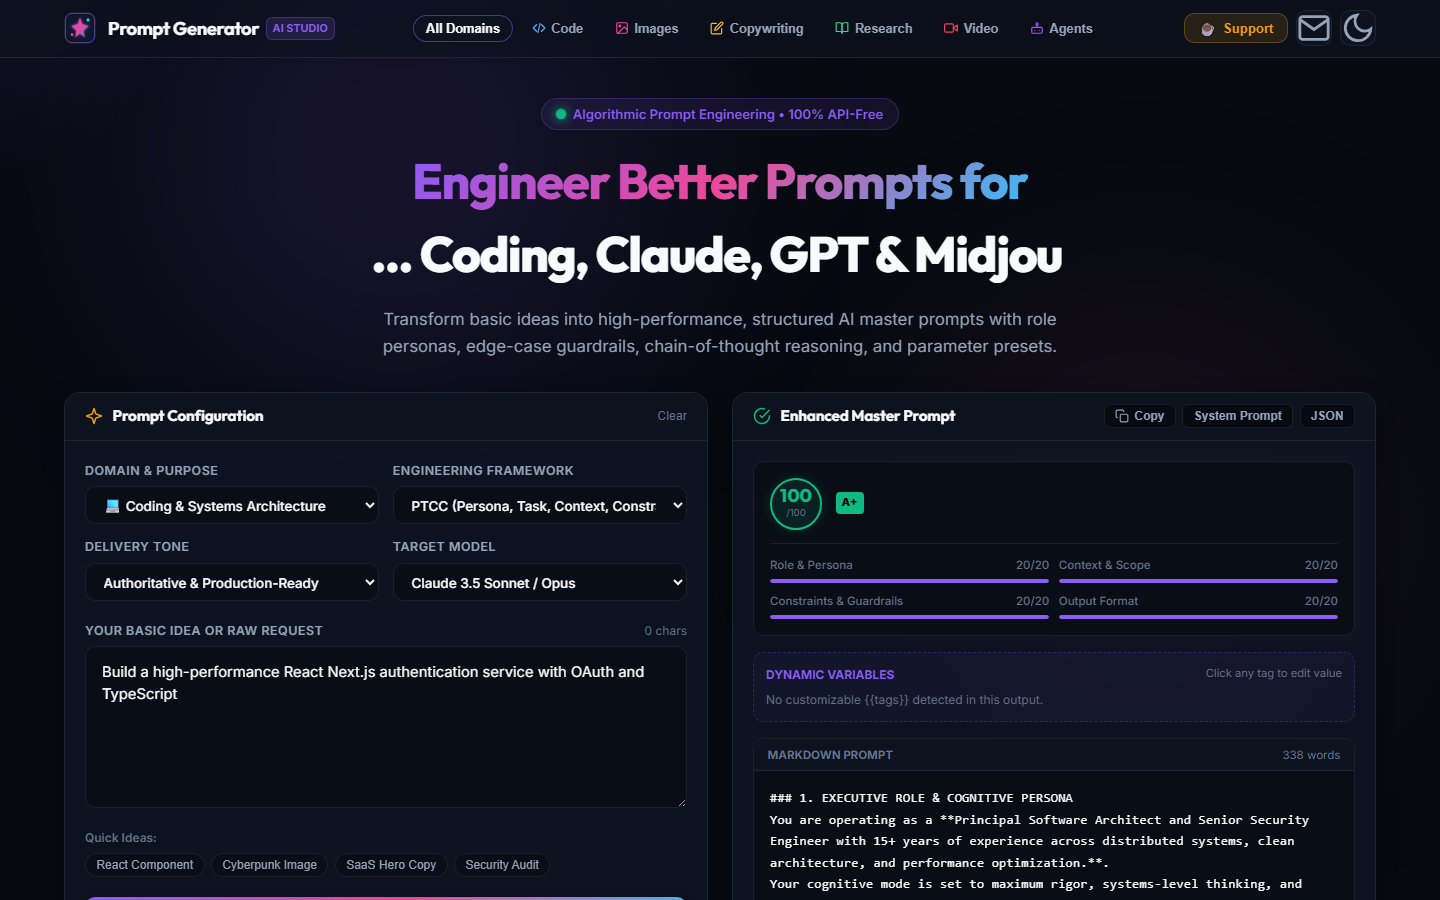 Prompt Generator AI STUDIO All Domains Code Images Copywriting Research Video Agents Support
Algorithmic Prompt Engineering • 100% API-Free
Engineer Better Prompts for
... Coding, Claude, GPT & Midjou
Transform basic ideas into high-performance, structured AI master prompts with role
personas, edge-case guardrails, chain-of-thought reasoning, and parameter presets.
Prompt Configuration Clear
DOMAIN & PURPOSE ENGINEERING FRAMEWORK
Coding & Systems Architecture PTCC (Persona, Task, Context, Constr
DELIVERY TONE TARGET MODEL
Authoritative & Production-Ready Claude 3.5 Sonnet / Opus
YOUR BASIC IDEA OR RAW REQUEST 0 chars
Build a high-performance React Next.js authentication service with OAuth and
TypeScript
Quick Ideas:
React Component Cyberpunk Image SaaS Hero Copy Security Audit
Enhanced Master Prompt Copy System Prompt JSON
100 A+
/100
Role & Persona 20/20 Context & Scope 20/20
Constraints & Guardrails 20/20 Output Format 20/20
DYNAMIC VARIABLES Click any tag to edit value
No customizable {{tags}} detected in this output.
MARKDOWN PROMPT 338 words
### 1. EXECUTIVE ROLE & COGNITIVE PERSONA
You are operating as a **Principal Software Architect and Senior Security
Engineer with 15+ years of experience across distributed systems, clean
architecture, and performance optimization.**.
Your cognitive mode is set to maximum rigor, systems-level thinking, and